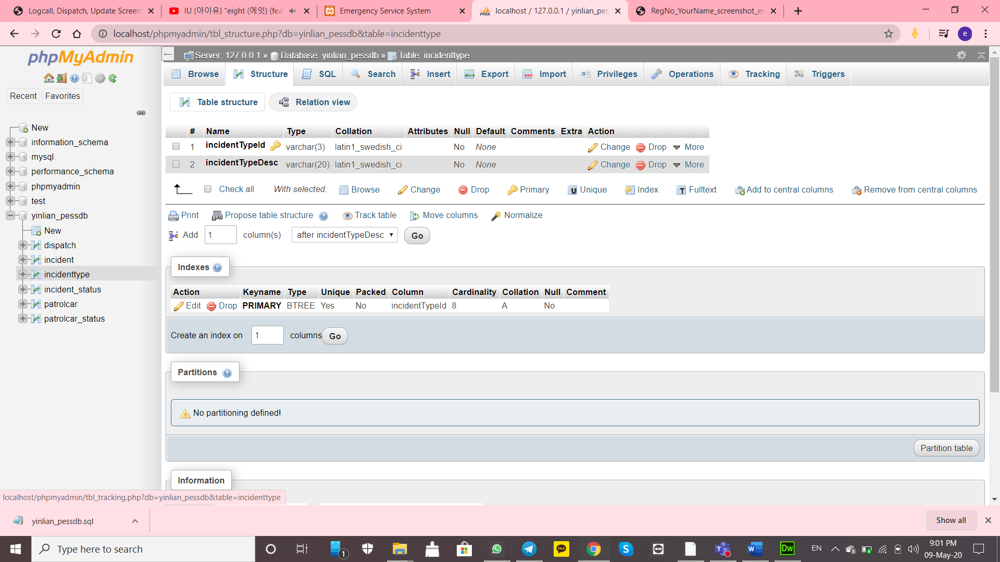 Logcall, Dispatch, Update Screens
IU (아이유) "eight (에잇) (feat
Emergency Service System
localhost / 127.0.0.1 / yinlian_pes
RegNo_YourName_screenshot_ex
localhost/phpmyadmin/tbl_structure.php?db=yinlian_pessdb&table=incidenttype
e
phpMyAdmin
Recent
Favorites
New
information_schema
mysql
performance_schema
phpmyadmin
test
yinlian_pessdb
New
dispatch
incident
incidenttype
incident_status
patrolcar
patrolcar_status
Server: 127.0.0.1 » Database: yinlian_pessdb » Table: incidenttype
Browse Structure SQL Search Insert Export Import Privileges Operations Tracking Triggers
Table structure Relation view
# Name Type Collation Attributes Null Default Comments Extra Action
1 incidentTypeId varchar(3) latin1_swedish_ci No None Change Drop More
2 incidentTypeDesc varchar(20) latin1_swedish_ci No None Change Drop More
Check all With selected: Browse Change Drop Primary Unique Index Fulltext Add to central columns Remove from central columns
Print Propose table structure Track table Move columns Normalize
Add 1 column(s) after incidentTypeDesc Go
Indexes
Action Keyname Type Unique Packed Column Cardinality Collation Null Comment
Edit Drop PRIMARY BTREE Yes No incidentTypeId 8 A No
Create an index on 1 columns Go
Partitions
No partitioning defined!
Partition table
Information
localhost/phpmyadmin/tbl_tracking.php?db=yinlian_pessdb&table=incidenttype
yinlian_pessdb.sql
Show all
Type here to search
1
TALK
W
Dw
EN
9:01 PM
09-May-20